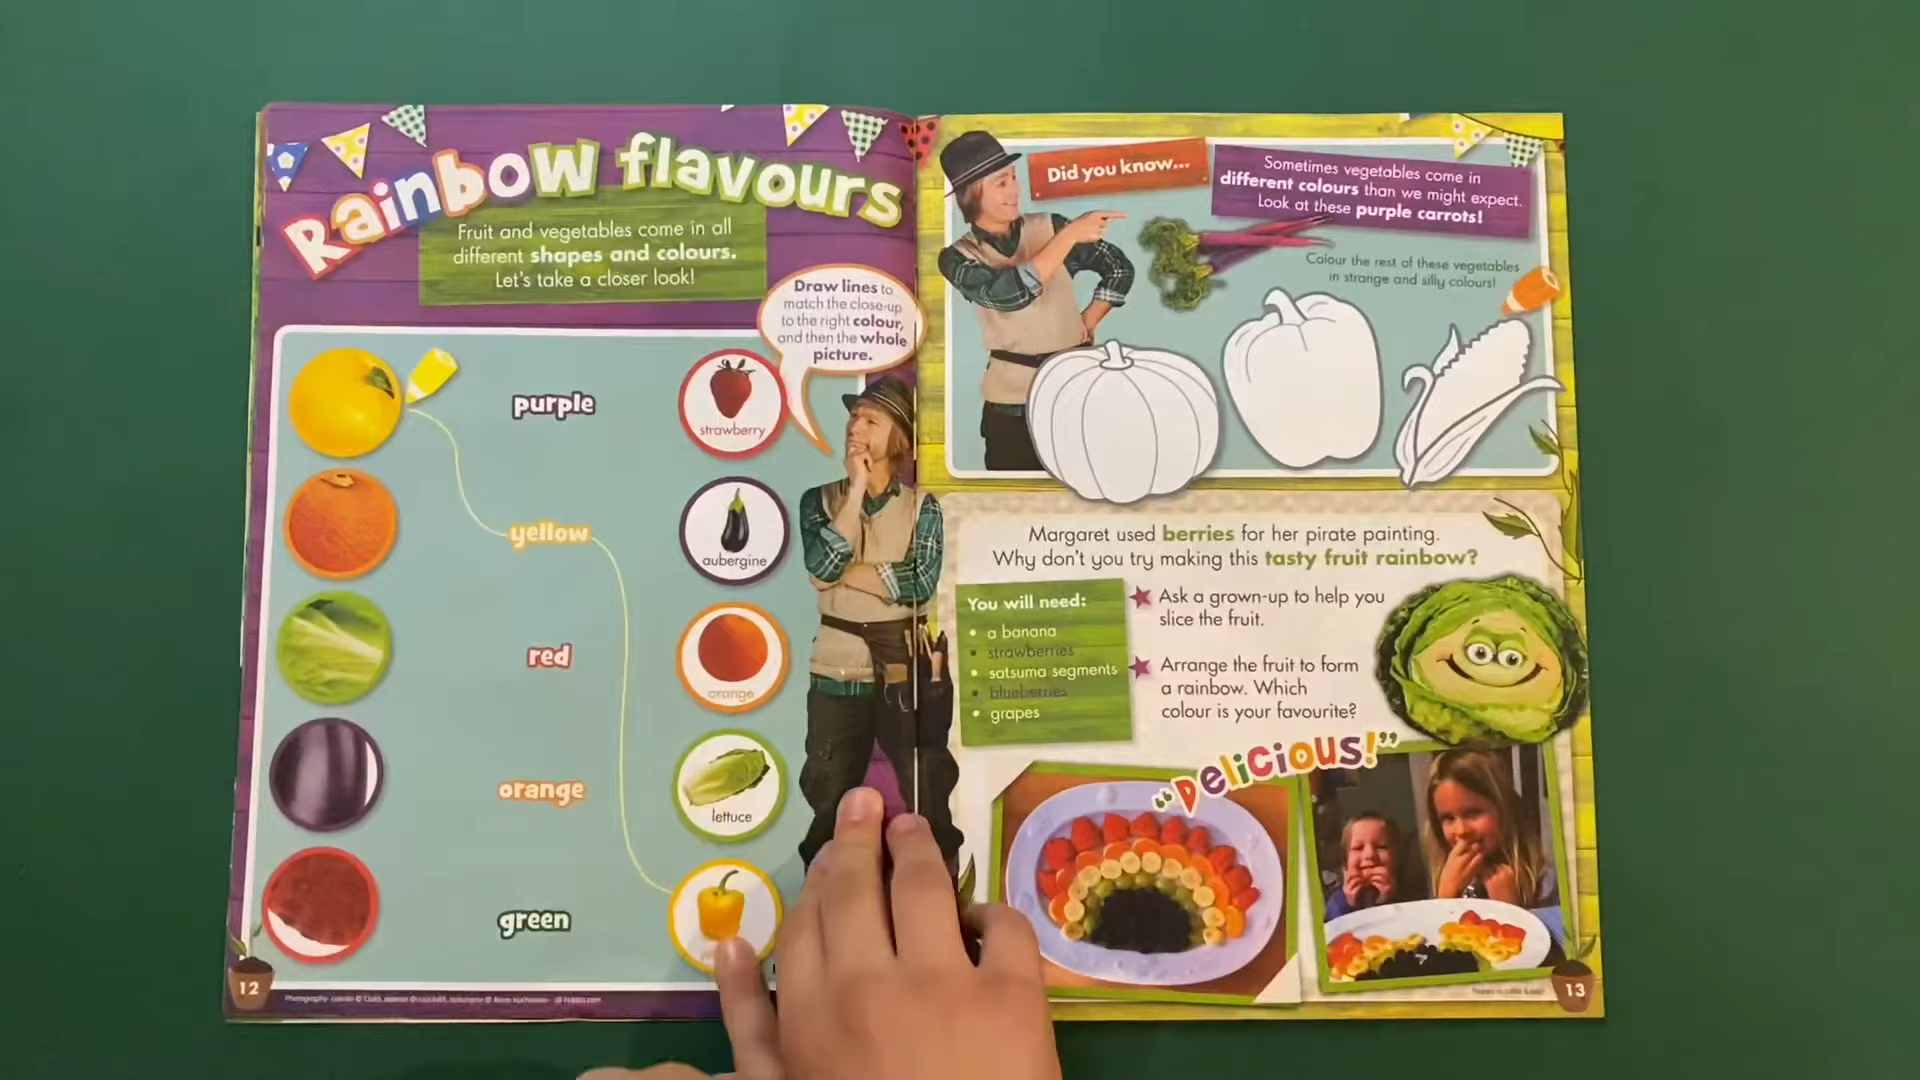 Rainbow flavours
Fruit and vegetables come in all
different shapes and colours.
Let's take a closer look!
Draw lines to
match the close-up
to the right colour,
and then the whole
picture.
purple
strawberry
yellow
aubergine
red
orange
orange
lettuce
green
12
Did you know...
Sometimes vegetables come in
different colours than we might expect.
Look at these purple carrots!
Colour the rest of these vegetables
in strange and silly colours!
Margaret used berries for her pirate painting.
Why don't you try making this tasty fruit rainbow?
You will need:
• a banana
• strawberries
• satsuma segments
• blueberries
• grapes
Ask a grown-up to help you
slice the fruit.
Arrange the fruit to form
a rainbow. Which
colour is your favourite?
"Delicious!"
13